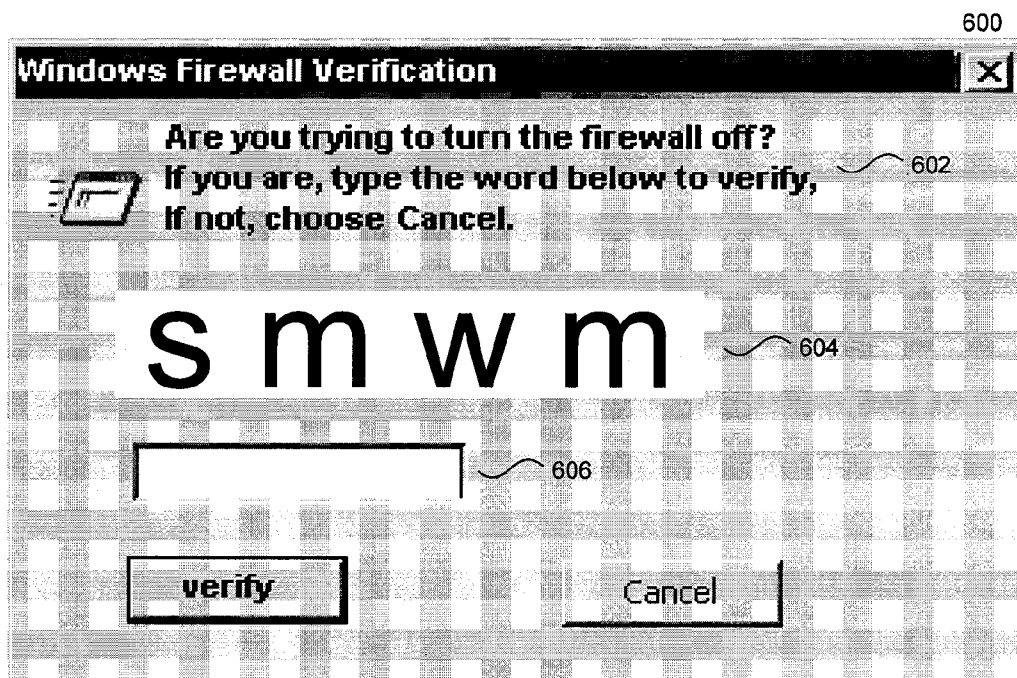 600
Windows Firewall Verification
Are you trying to turn the firewall off?
If you are, type the word below to verify,
If not, choose Cancel.
602
s m w m
604
606
verify
Cancel